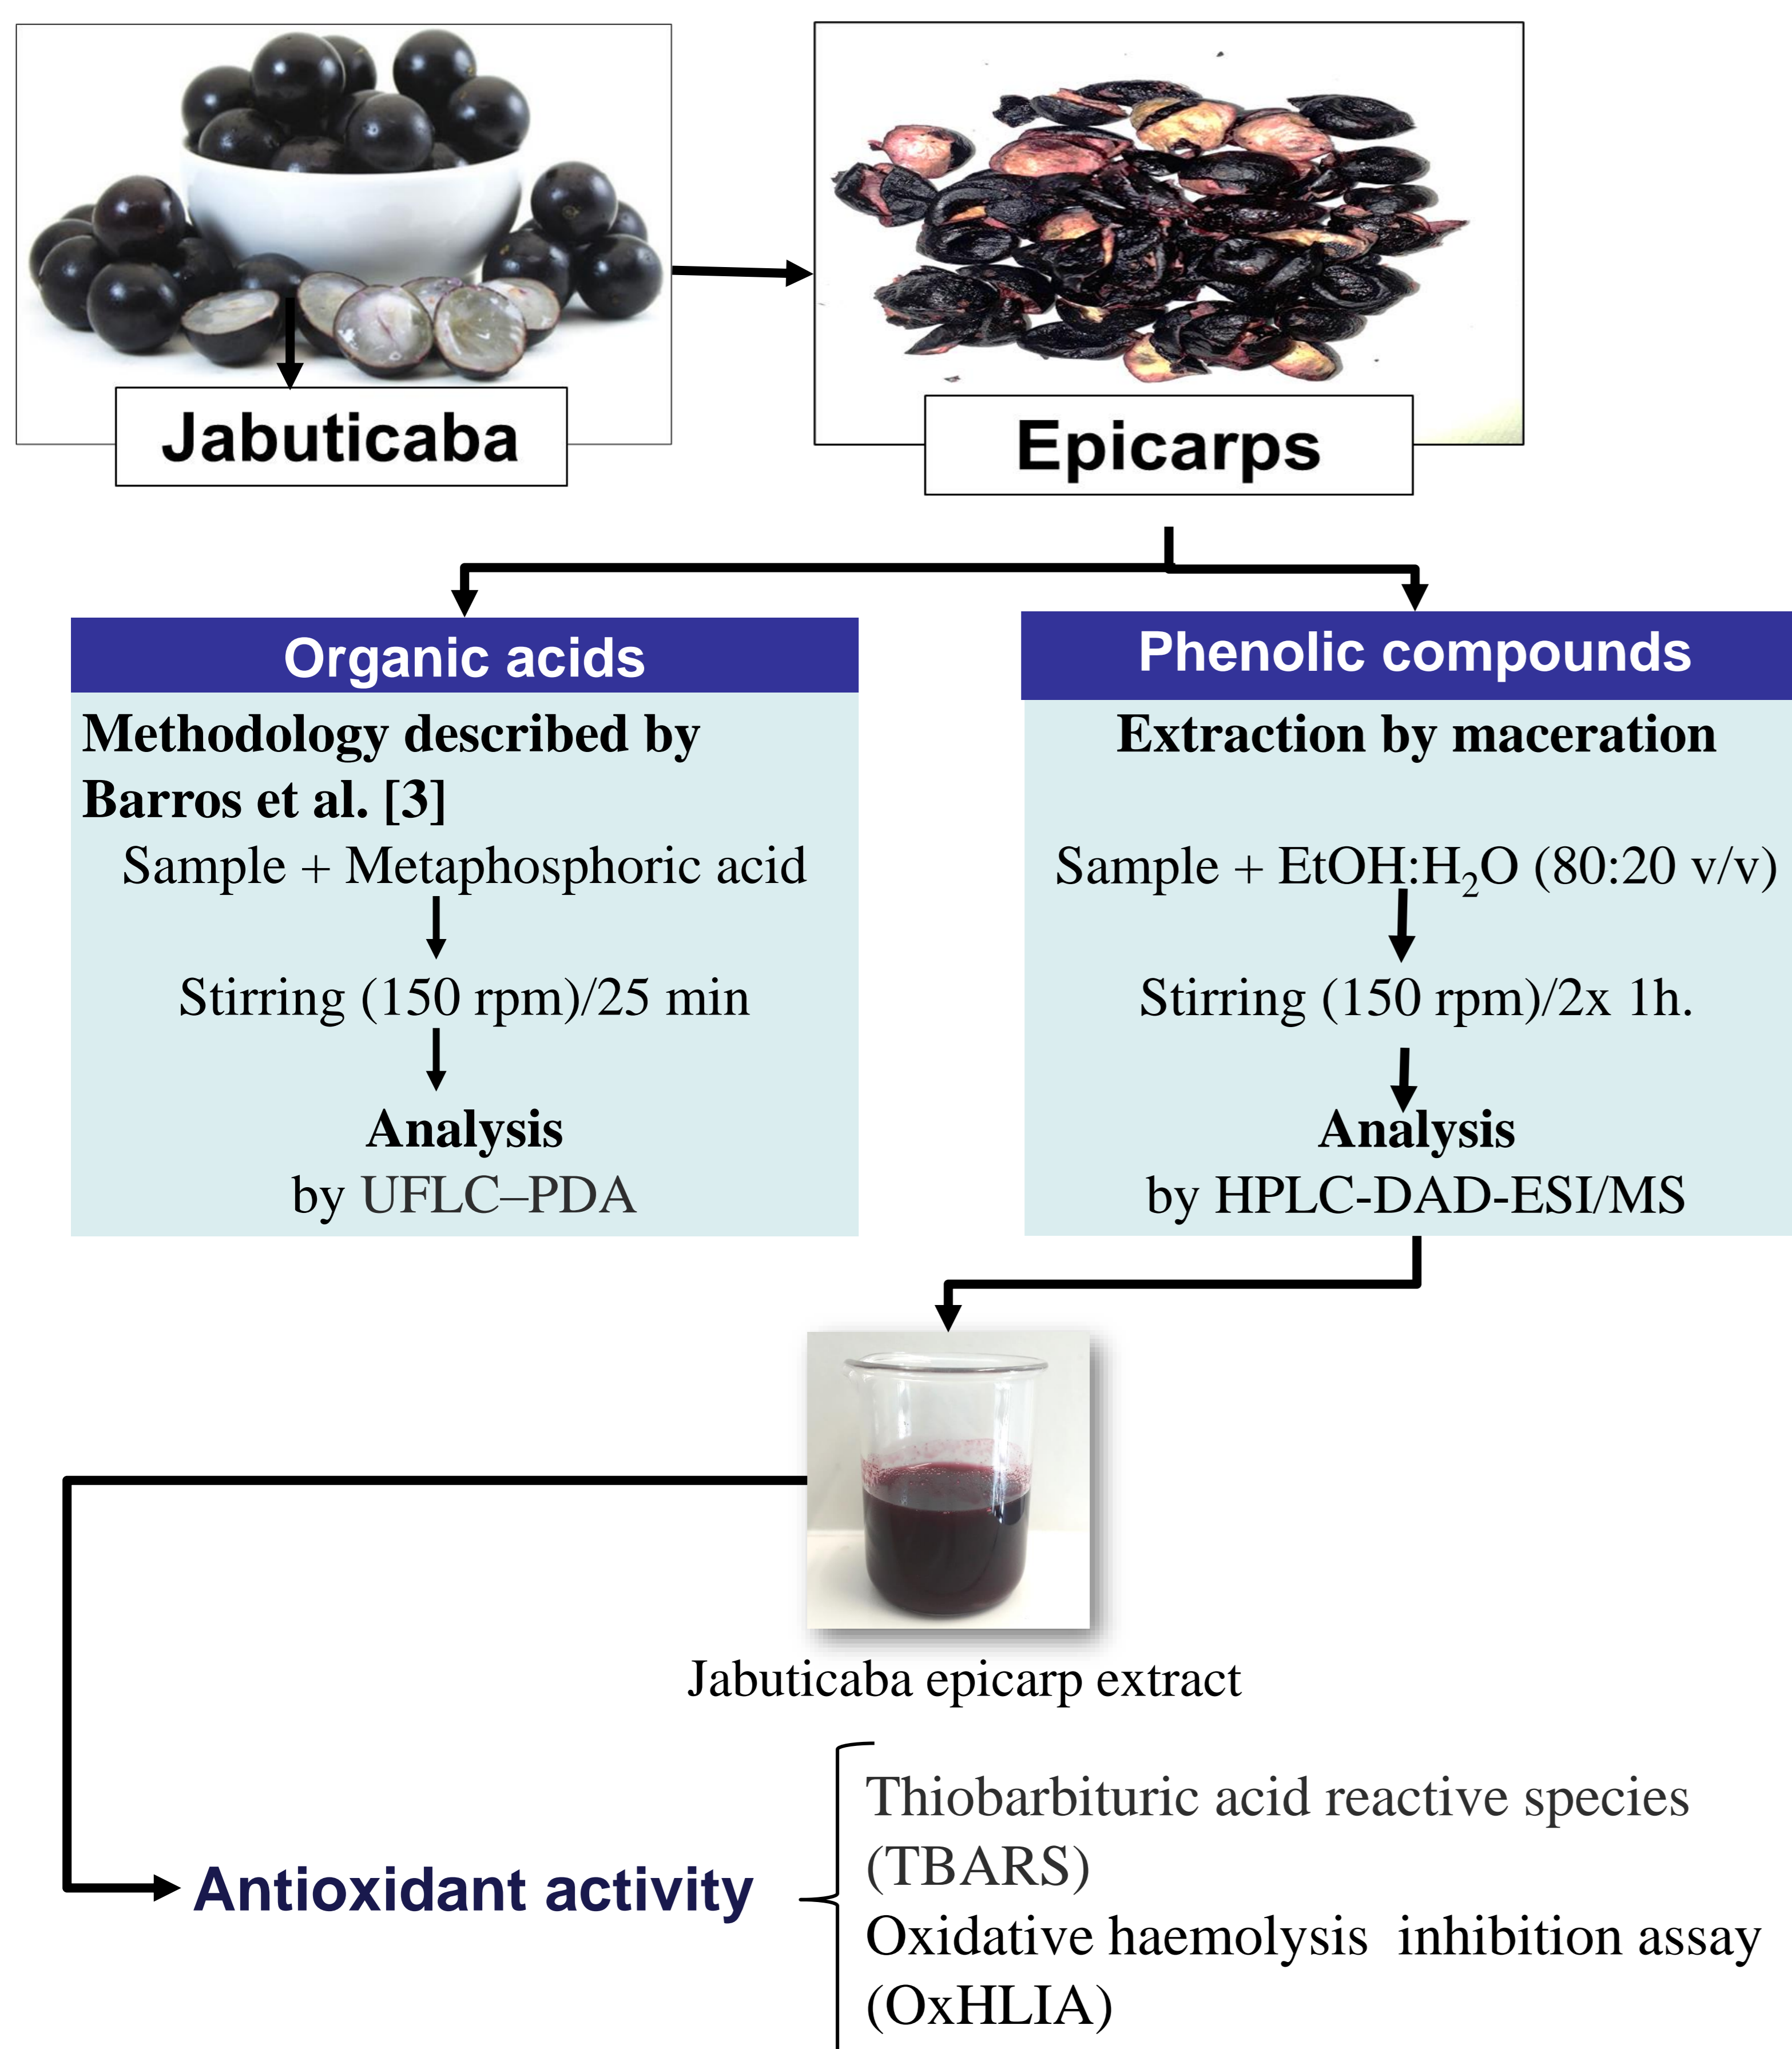 Jabuticaba
Epicarps
Organic acids
Methodology described by
Barros et al. [3]
Sample + Metaphosphoric acid
Stirring (150 rpm)/25 min
Analysis
by UFLC–PDA
Phenolic compounds
Extraction by maceration
Sample + EtOH:H₂O (80:20 v/v)
Stirring (150 rpm)/2x 1h.
Analysis
by HPLC-DAD-ESI/MS
Jabuticaba epicarp extract
Antioxidant activity
Thiobarbituric acid reactive species
(TBARS)
Oxidative haemolysis  inhibition assay
(OxHLIA)